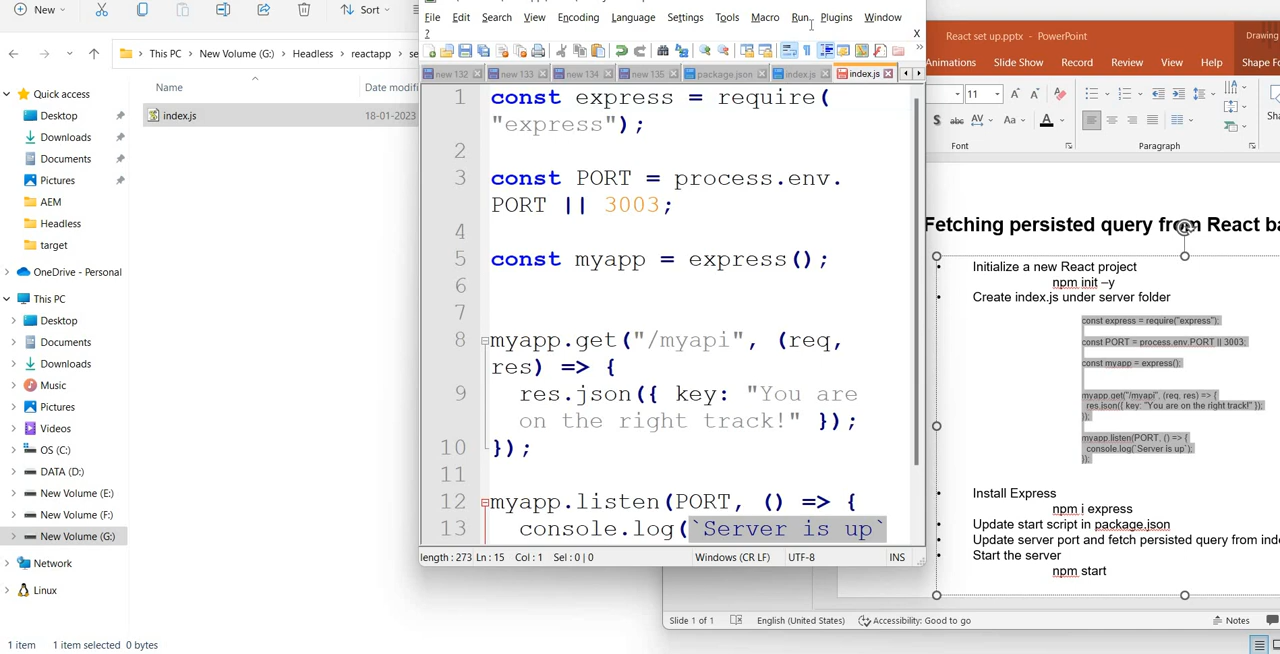 New
Sort
This PC > New Volume (G:) > Headless > reactapp > se
Name
Date modifi
index.js
18-01-2023
Quick access
Desktop
Downloads
Documents
Pictures
AEM
Headless
target
OneDrive - Personal
This PC
Desktop
Documents
Downloads
Music
Pictures
Videos
OS (C:)
DATA (D:)
New Volume (E:)
New Volume (F:)
New Volume (G:)
Network
Linux
1 item
1 item selected 0 bytes
File Edit Search View Encoding Language Settings Tools Macro Run Plugins Window
? X
new 132 new 133 new 134 new 135 package.json index.js index.js
1 const express = require(
"express");
2
3 const PORT = process.env.
PORT || 3003;
4
5 const myapp = express();
6
7
8 myapp.get("/myapi", (req,
res) => {
9 res.json({ key: "You are
on the right track!" });
10 });
11
12 myapp.listen(PORT, () => {
13 console.log(`Server is up`
length : 273 Ln : 15 Col : 1 Sel : 0 | 0 Windows (CR LF) UTF-8 INS
React set up.pptx - PowerPoint
Drawing
Animations Slide Show Record Review View Help Shape Fo
11
Font
Paragraph
Sha
Fetching persisted query from React ba
Initialize a new React project
npm init –y
Create index.js under server folder
const express = require("express");
const PORT = process.env.PORT || 3003;
const myapp = express();
myapp.get("/myapi", (req, res) => {
res.json({ key: "You are on the right track!" });
});
myapp.listen(PORT, () => {
console.log(`Server is up`);
});
Install Express
npm i express
Update start script in package.json
Update server port and fetch persisted query from inde
Start the server
npm start
Slide 1 of 1 English (United States) Accessibility: Good to go Notes